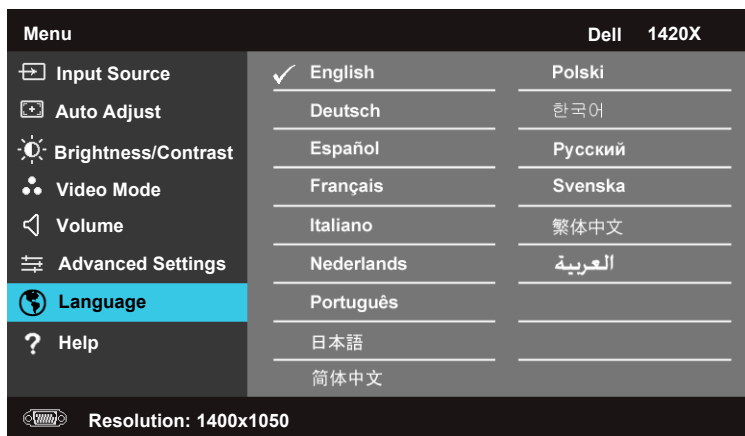 Menu
Dell 1420X
Input Source
Auto Adjust
Brightness/Contrast
Video Mode
Volume
Advanced Settings
Language
Help
English
Deutsch
Español
Français
Italiano
Nederlands
Português
日本語
简体中文
Polski
한국어
Русский
Svenska
繁体中文
العربية
Resolution: 1400x1050